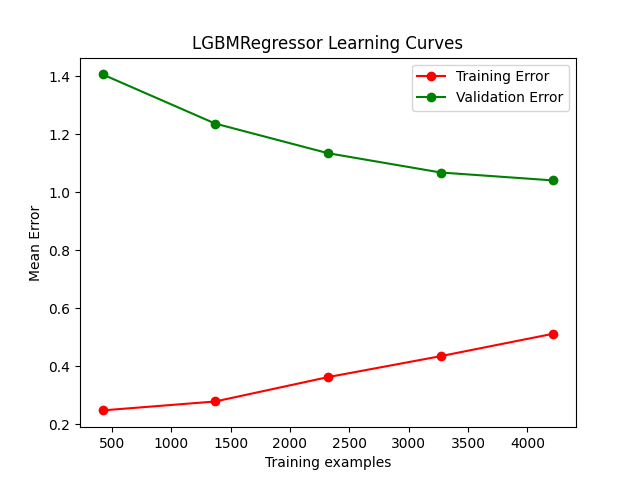 LGBMRegressor Learning Curves
Training Error
Validation Error
1.4
1.2
1.0
0.8
0.6
0.4
0.2
Mean Error
500 1000 1500 2000 2500 3000 3500 4000
Training examples